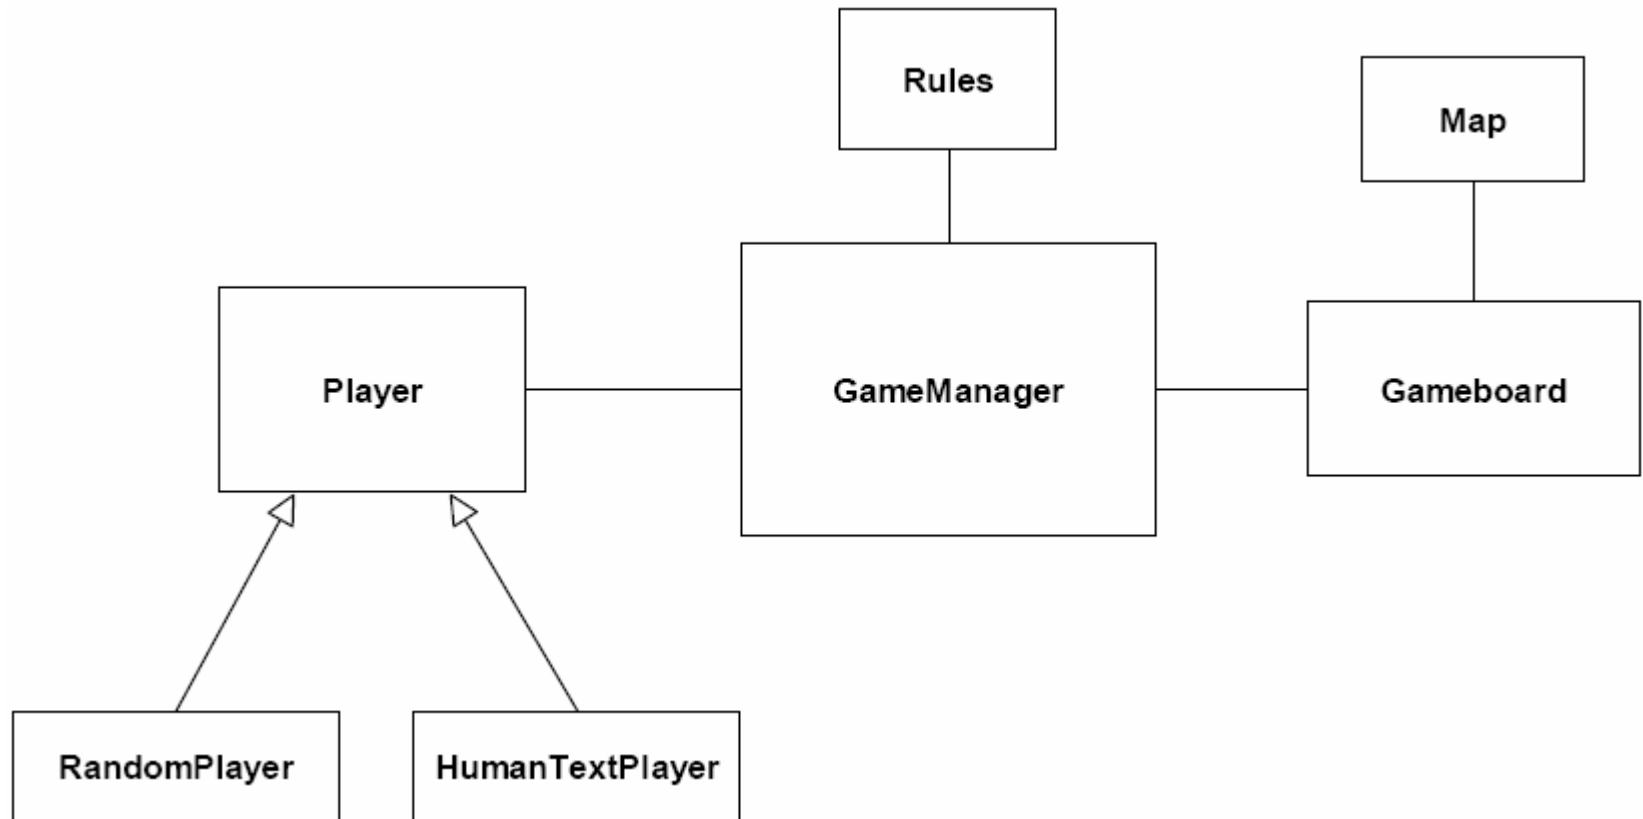 Rules
Map
Player
GameManager
Gameboard
RandomPlayer
HumanTextPlayer